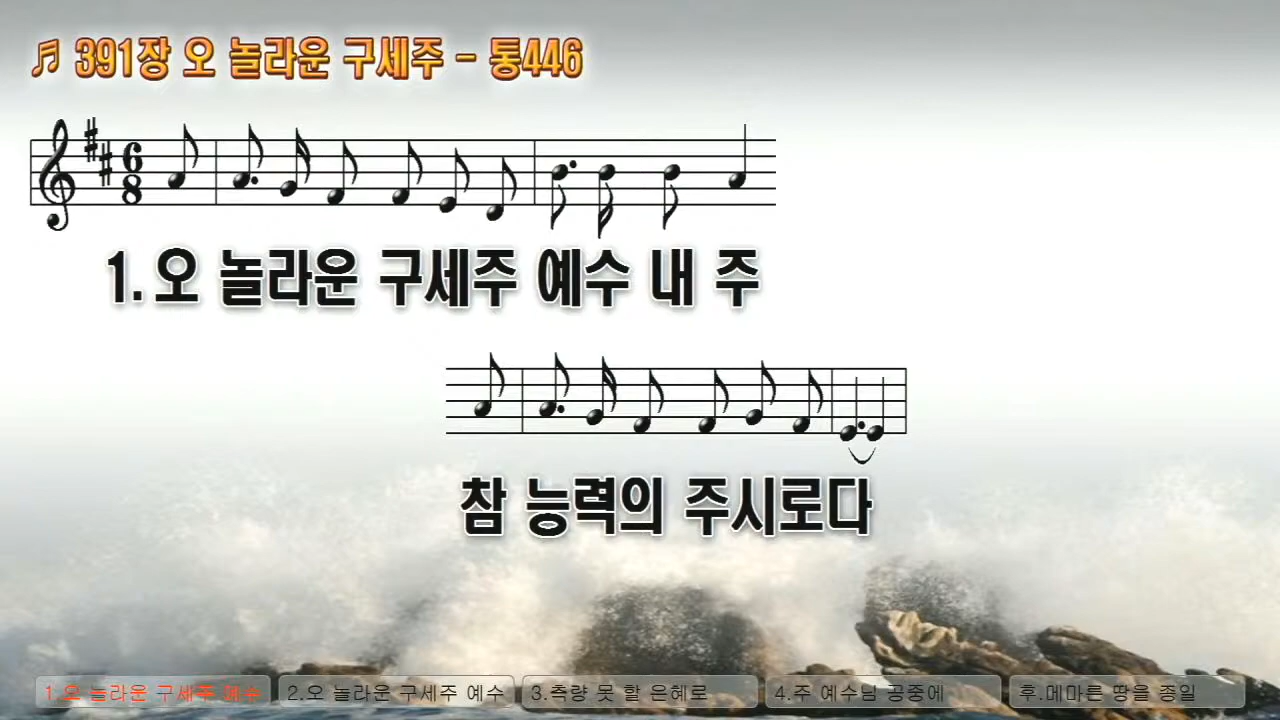 ♬ 391장 오 놀라운 구세주 - 통446
6
8
1. 오 놀라운 구세주 예수 내 주
참 능력의 주시로다
1.오 놀라운 구세주 예수
2.오 놀라운 구세주 예수
3.측량 못 할 은혜로
4.주 예수님 공중에
후.메마른 땅을 종일